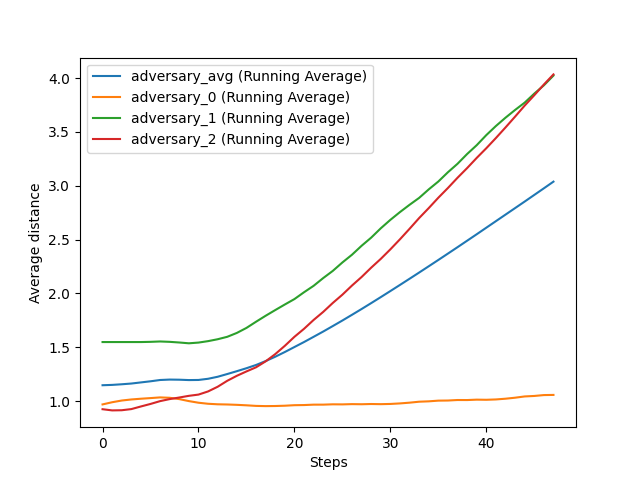 adversary_avg (Running Average)
adversary_0 (Running Average)
adversary_1 (Running Average)
adversary_2 (Running Average)
Average distance
4.0
3.5
3.0
2.5
2.0
1.5
1.0
0 10 20 30 40
Steps